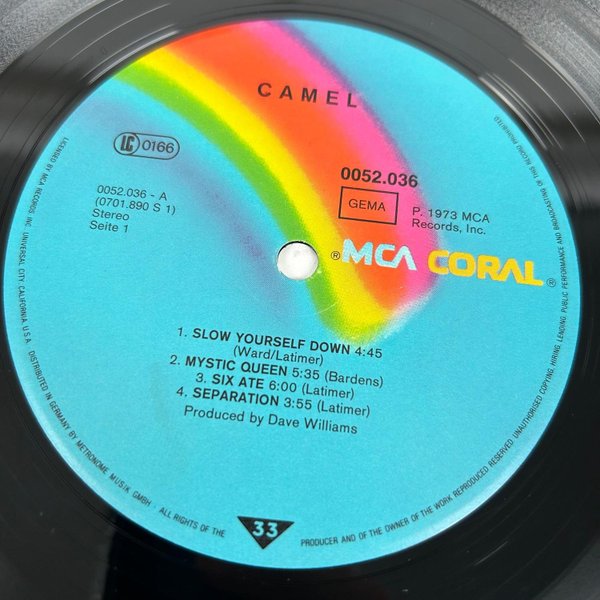 CAMEL
LC 0166
0052.036 - A
(0701.890 S 1)
Stereo
Seite 1
0052.036
GEMA
P. 1973 MCA
Records, Inc.
® MCA CORAL ®
1. SLOW YOURSELF DOWN 4:45
(Ward/Latimer)
2. MYSTIC QUEEN 5:35 (Bardens)
3. SIX ATE 6:00 (Latimer)
4. SEPARATION 3:55 (Latimer)
Produced by Dave Williams
33
LICENSED BY MCA RECORDS INC. UNIVERSAL CITY, CALIFORNIA, U.S.A. DISTRIBUTED IN GERMANY BY METRONOME MUSIK GMBH · ALL RIGHTS OF THE
PRODUCER AND OF THE OWNER OF THE WORK REPRODUCED RESERVED UNAUTHORISED COPYING, HIRING, LENDING, PUBLIC PERFORMANCE AND BROADCASTING OF THIS RECORD PROHIBITED